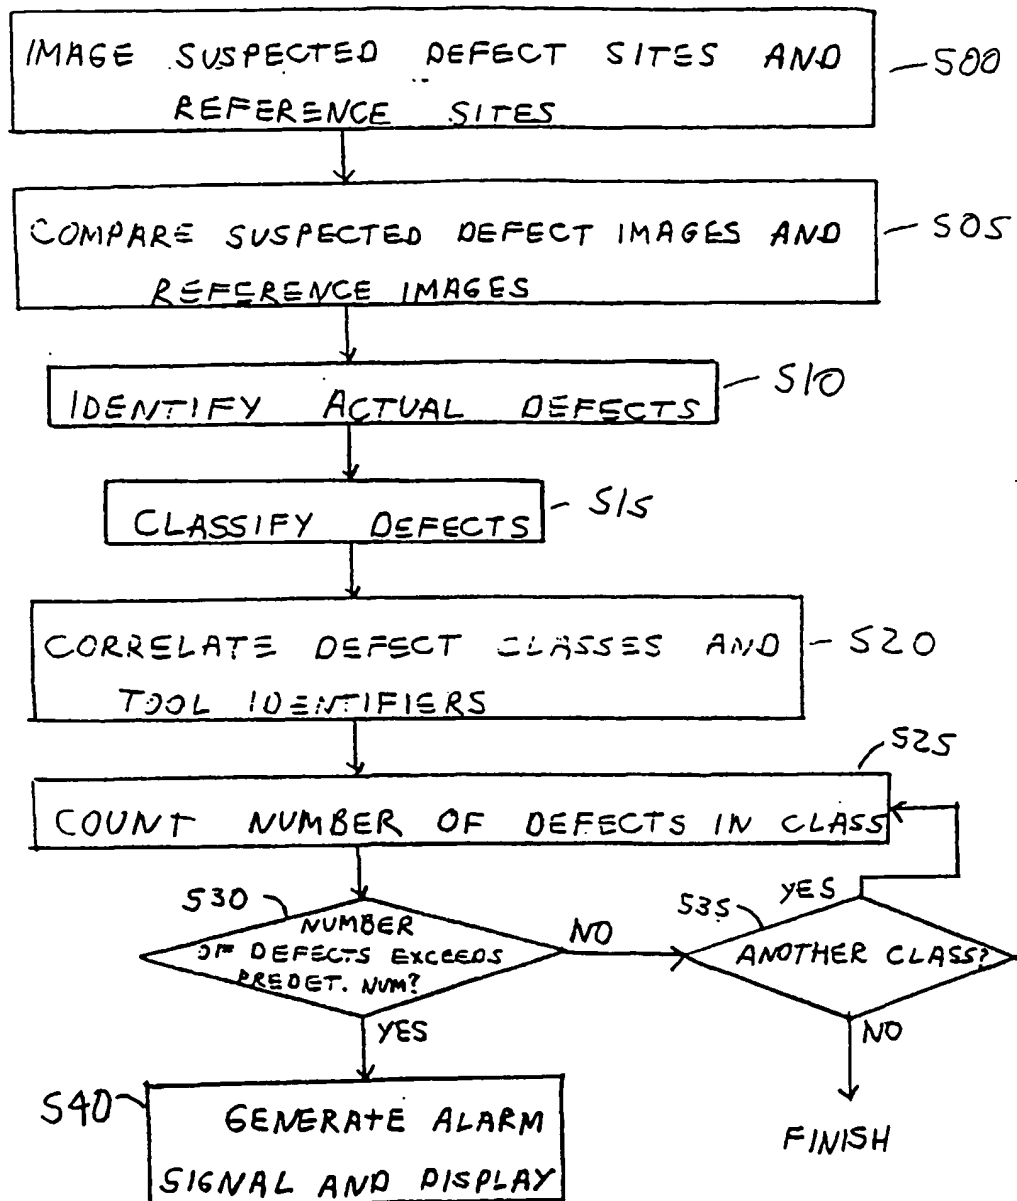 IMAGE SUSPECTED DEFECT SITES AND
REFERENCE SITES
500
COMPARE SUSPECTED DEFECT IMAGES AND
REFERENCE IMAGES
505
IDENTIFY ACTUAL DEFECTS
510
CLASSIFY DEFECTS
515
CORRELATE DEFECT CLASSES AND
TOOL IDENTIFIERS
520
525
COUNT NUMBER OF DEFECTS IN CLASS
530
NUMBER
OF DEFECTS EXCEEDS
PREDET. NUM?
NO
535
YES
ANOTHER CLASS?
YES
NO
540
GENERATE ALARM
SIGNAL AND DISPLAY
FINISH